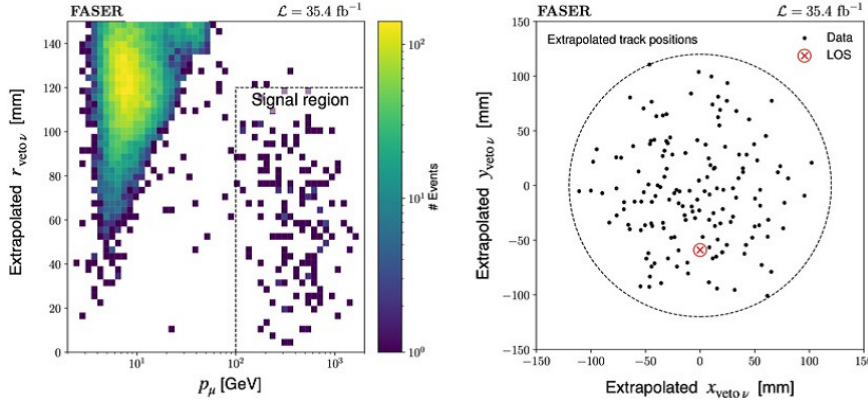 FASER
L = 35.4 fb⁻¹
140
120
100
80
60
40
20
0
10¹
10²
10³
Extrapolated r_veto ν [mm]
p_μ [GeV]
Signal region
10²
10¹
10⁰
# Events
FASER
L = 35.4 fb⁻¹
Extrapolated track positions
Data
LOS
150
100
50
0
−50
−100
−150
−150
−100
−50
0
50
100
150
Extrapolated y_veto ν [mm]
Extrapolated x_veto ν [mm]